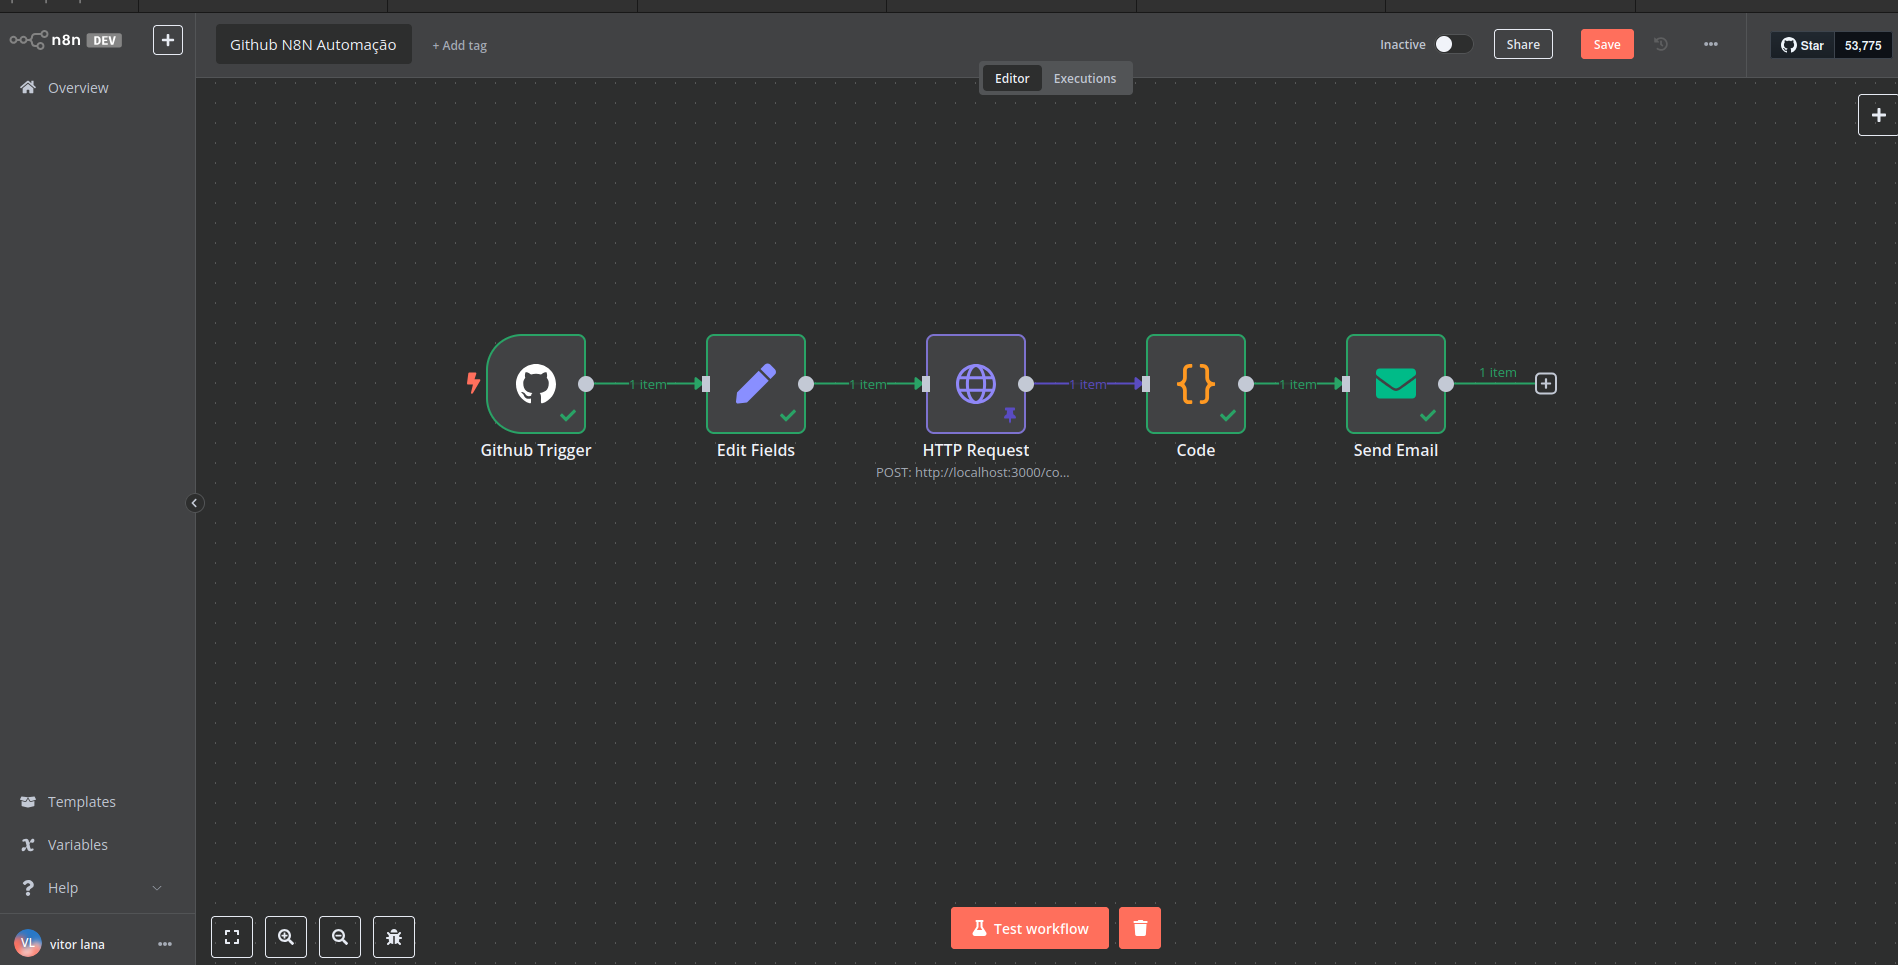 n8n DEV
Github N8N Automação
+ Add tag
Inactive
Share
Save
Star
53,775
Overview
Editor
Executions
1 item
1 item
1 item
1 item
1 item
Github Trigger
Edit Fields
HTTP Request
Code
Send Email
POST: http://localhost:3000/co...
Templates
Variables
Help
VL
vitor lana
Test workflow